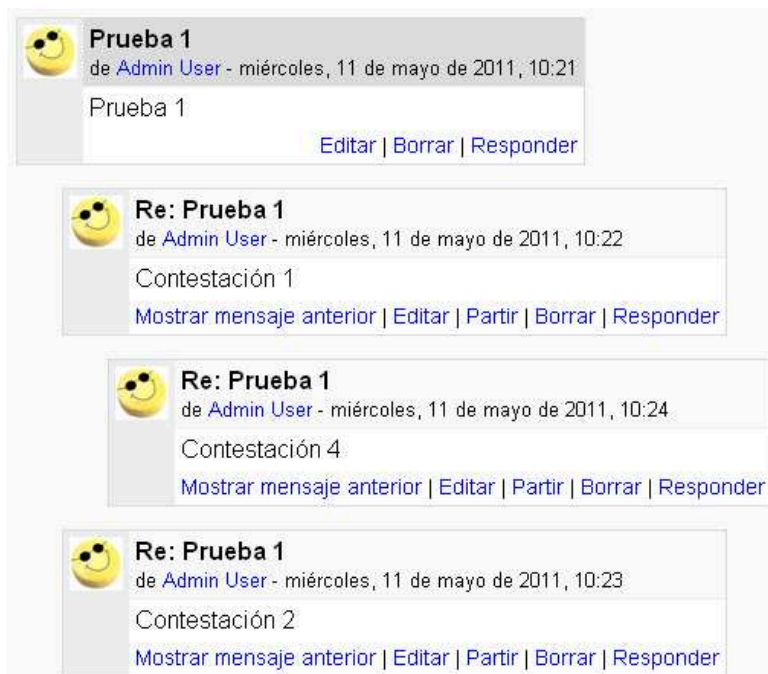 Prueba 1
de Admin User - miércoles, 11 de mayo de 2011, 10:21
Prueba 1
Editar | Borrar | Responder
Re: Prueba 1
de Admin User - miércoles, 11 de mayo de 2011, 10:22
Contestación 1
Mostrar mensaje anterior | Editar | Partir | Borrar | Responder
Re: Prueba 1
de Admin User - miércoles, 11 de mayo de 2011, 10:24
Contestación 4
Mostrar mensaje anterior | Editar | Partir | Borrar | Responder
Re: Prueba 1
de Admin User - miércoles, 11 de mayo de 2011, 10:23
Contestación 2
Mostrar mensaje anterior | Editar | Partir | Borrar | Responder